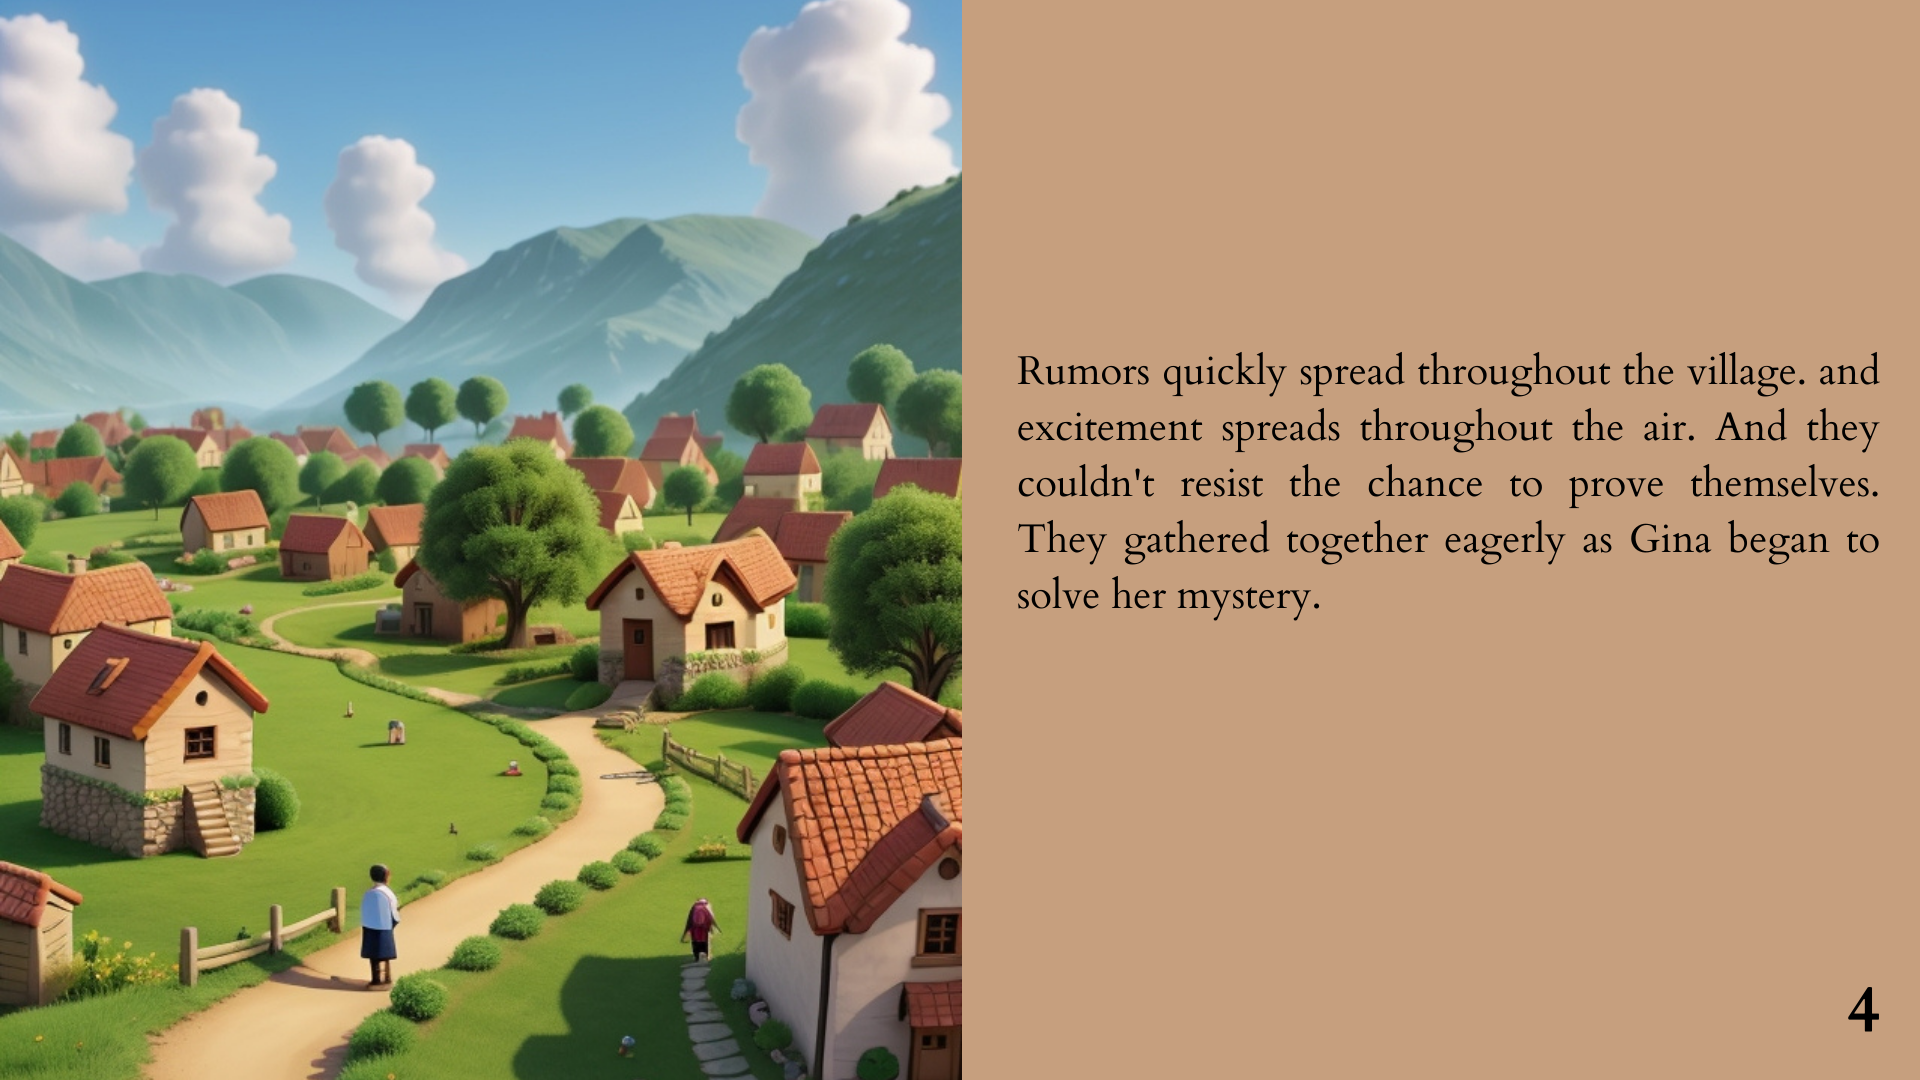 Rumors quickly spread throughout the village. and
excitement spreads throughout the air. And they
couldn't resist the chance to prove themselves.
They gathered together eagerly as Gina began to
solve her mystery.
4